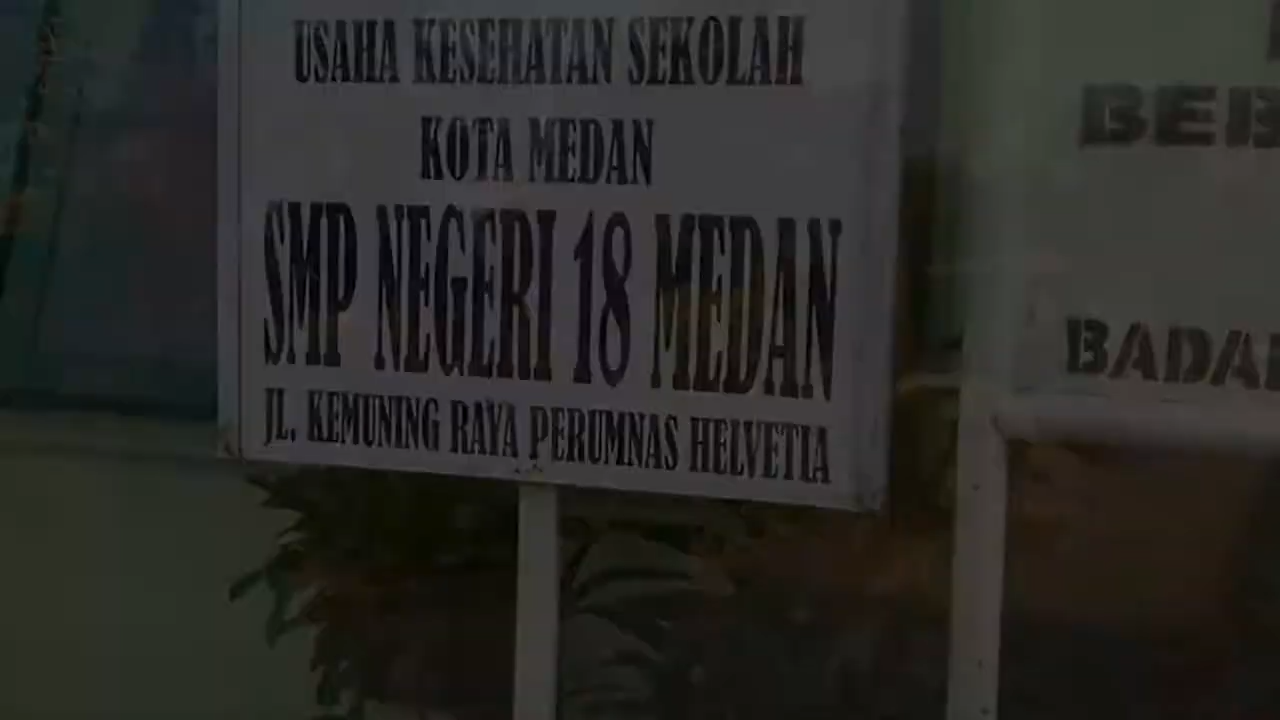 USAHA KESEHATAN SEKOLAH
KOTA MEDAN
SMP NEGERI 18 MEDAN
JL. KEMUNING RAYA PERUMNAS HELVETIA